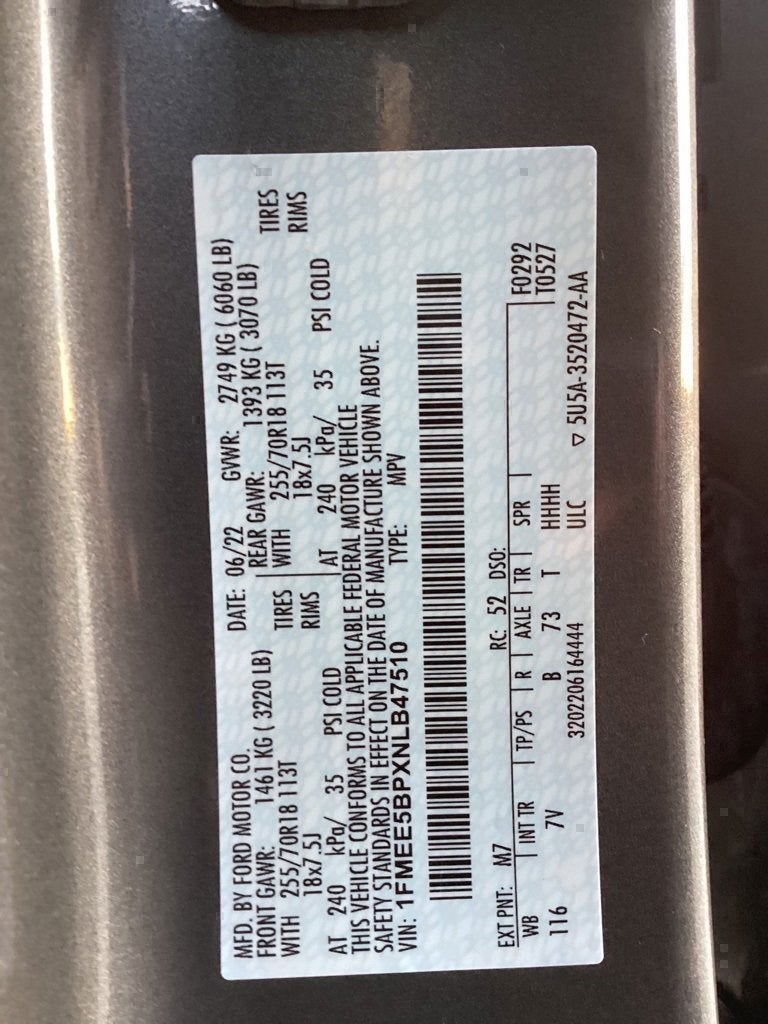 MFD. BY FORD MOTOR CO. DATE: 06/22 GVWR: 2749 KG ( 6060 LB)
FRONT GAWR: 1461 KG ( 3220 LB) REAR GAWR: 1393 KG ( 3070 LB)
WITH 255/70R18 113T TIRES WITH 255/70R18 113T TIRES
18x7.5J RIMS 18x7.5J RIMS
AT 240 kPa/ 35 PSI COLD AT 240 kPa/ 35 PSI COLD
THIS VEHICLE CONFORMS TO ALL APPLICABLE FEDERAL MOTOR VEHICLE
SAFETY STANDARDS IN EFFECT ON THE DATE OF MANUFACTURE SHOWN ABOVE.
VIN: 1FMEE5BPXNLB47510 TYPE: MPV
EXT PNT: M7 RC: 52 DSO: F0292
WB INT TR TP/PS R AXLE TR SPR T0527
116 7V B 73 T HHHH
3202206164444 ULC ▽ 5U5A-3520472-AA